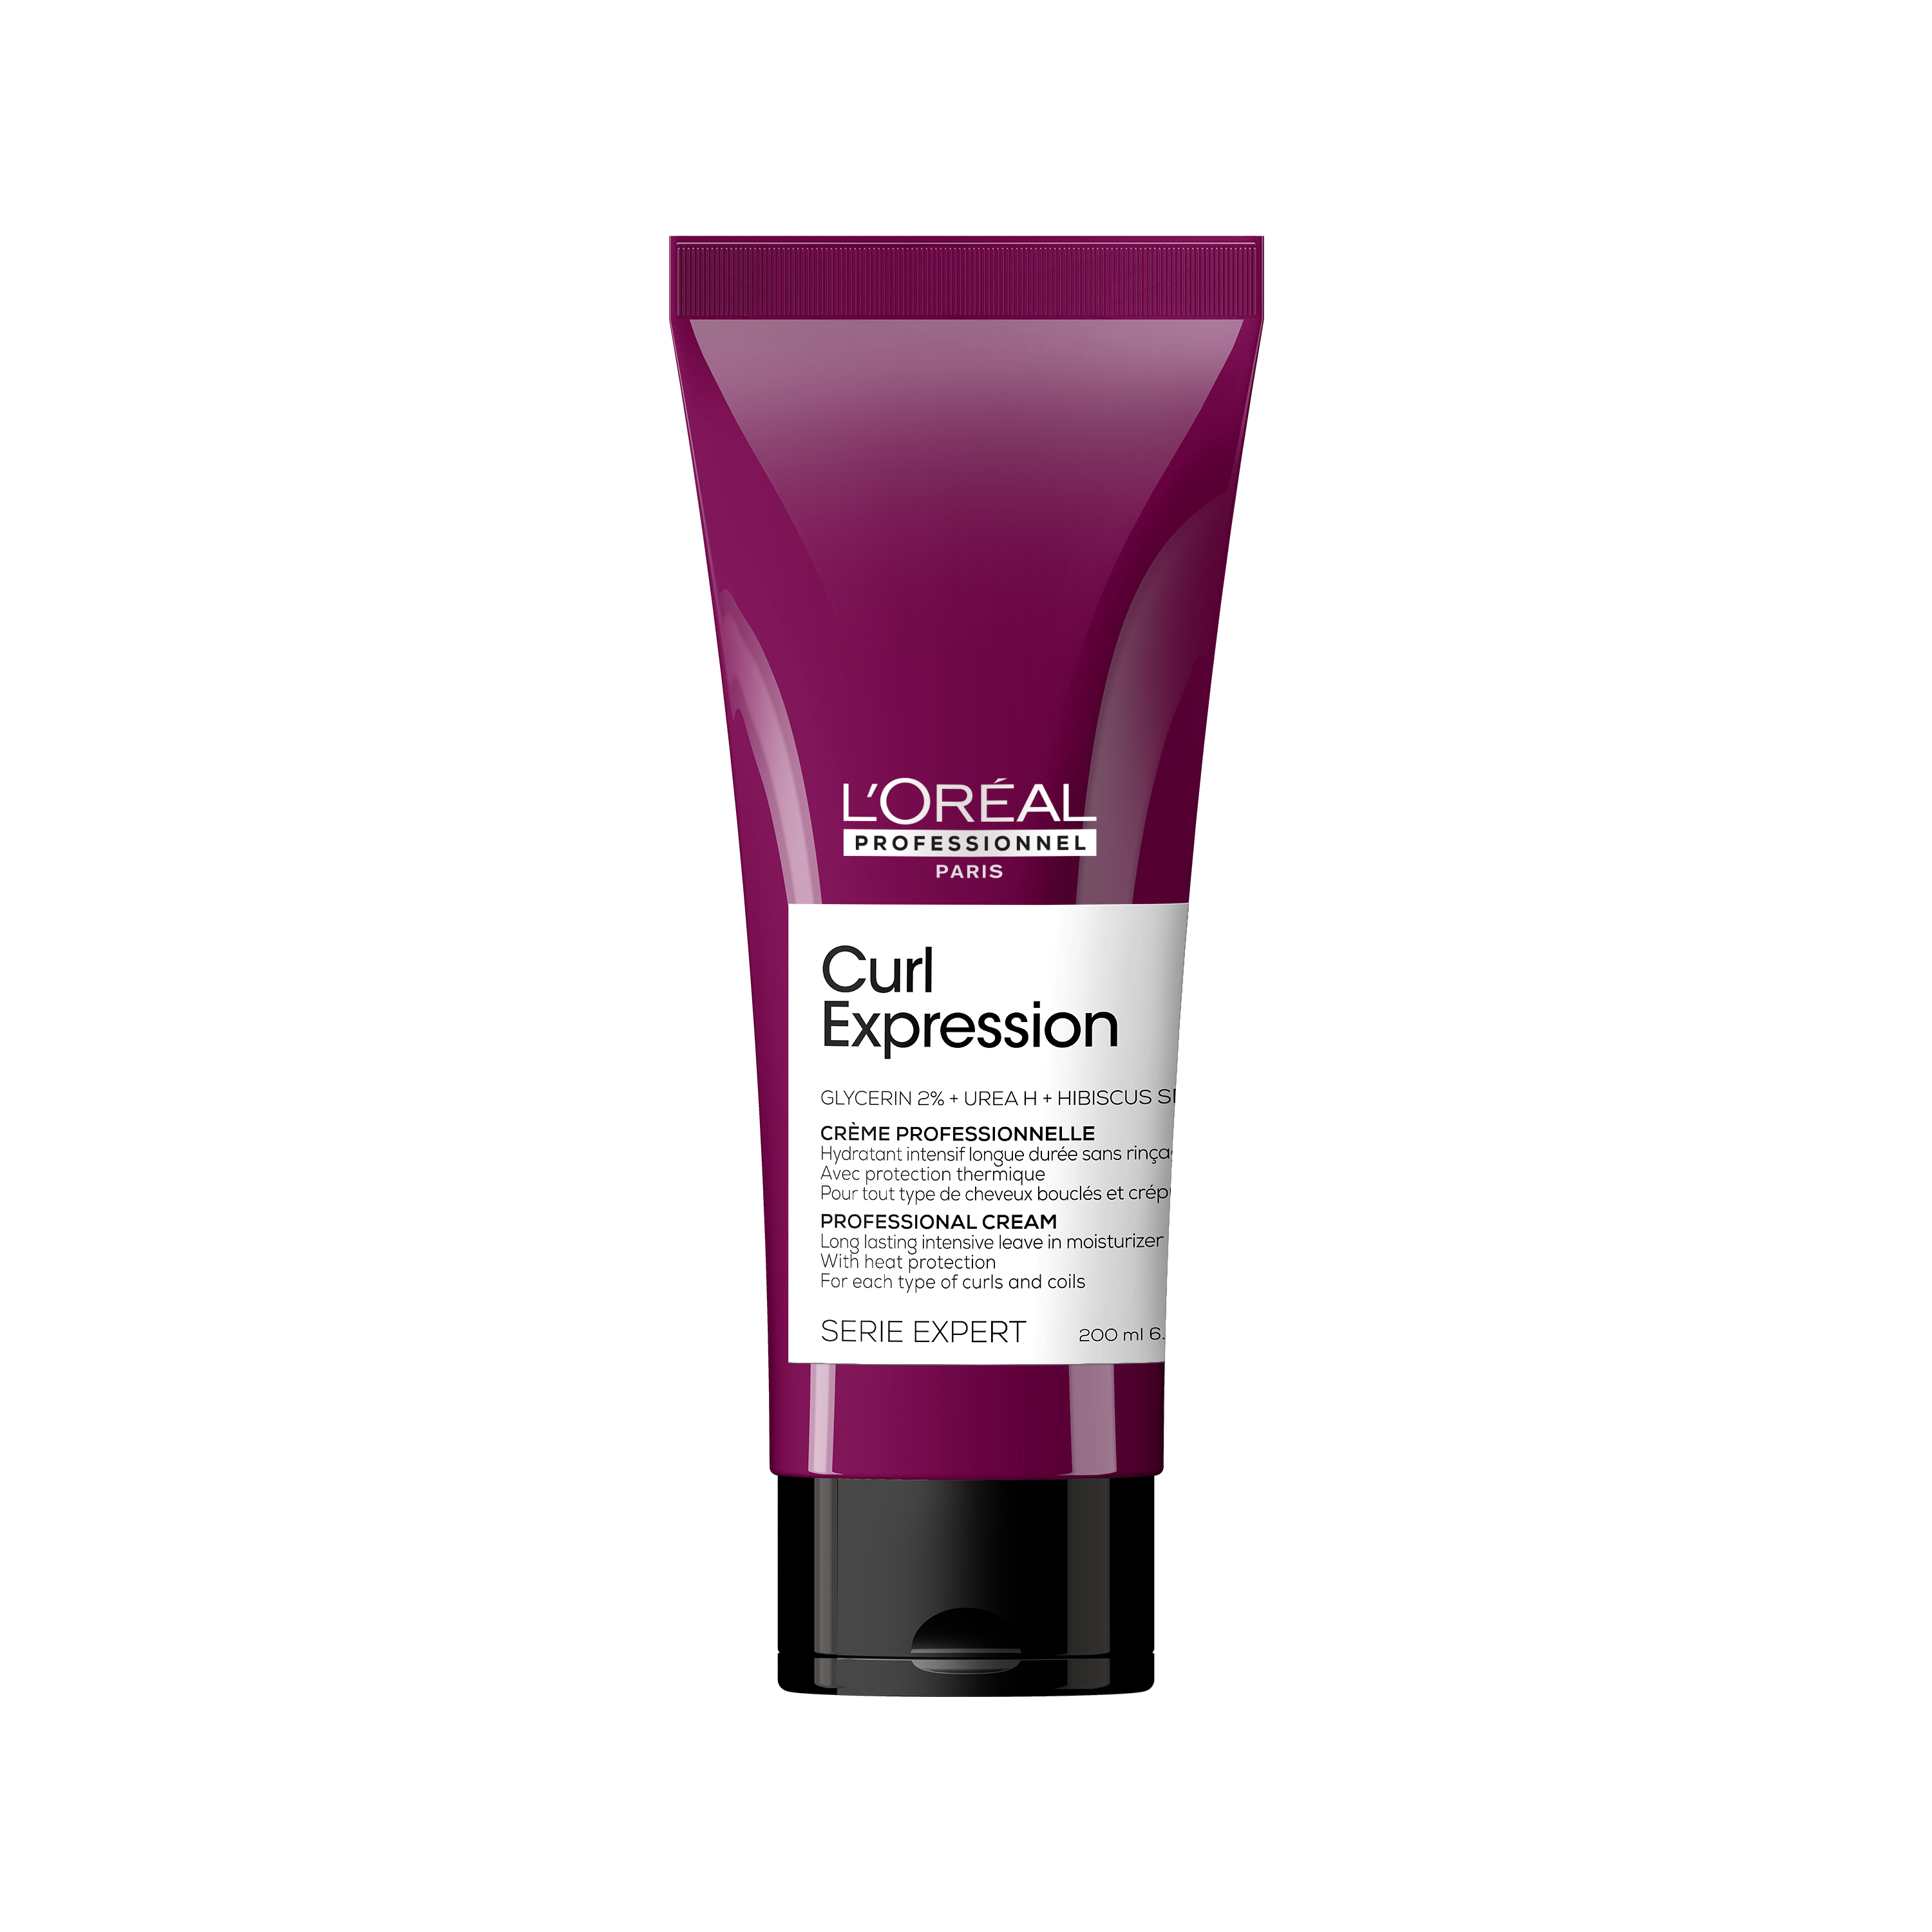 L'ORÉAL
PROFESSIONNEL
PARIS
Curl
Expression
GLYCERIN 2% + UREA H + HIBISCUS
CRÈME PROFESSIONNELLE
Hydratant intensif longue durée sans
Avec protection thermique
Pour tout type de cheveux bouclés et
PROFESSIONAL CREAM
Long lasting intensive leave in moisturizer
With heat protection
For each type of curls and coils
SERIE EXPERT
200 ml